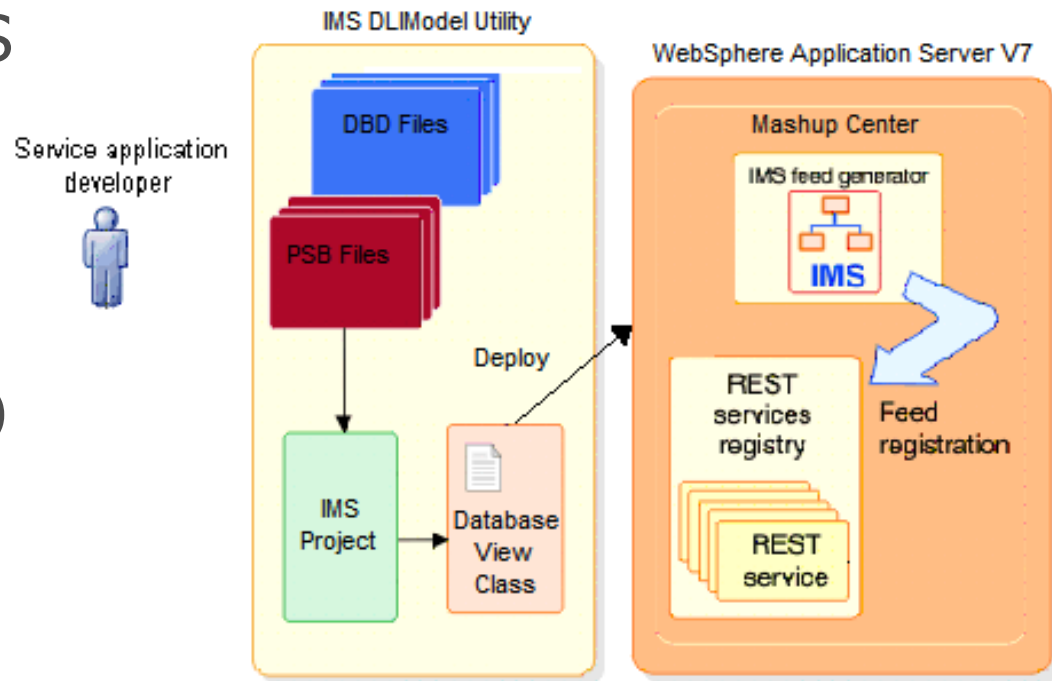 s
)
IMS DLIModel Utility
Service application
developer
DBD Files
PSB Files
IMS
Project
Database
View
Class
Deploy
WebSphere Application Server V7
Mashup Center
IMS feed generator
IMS
Feed
registration
REST
services
registry
REST
service